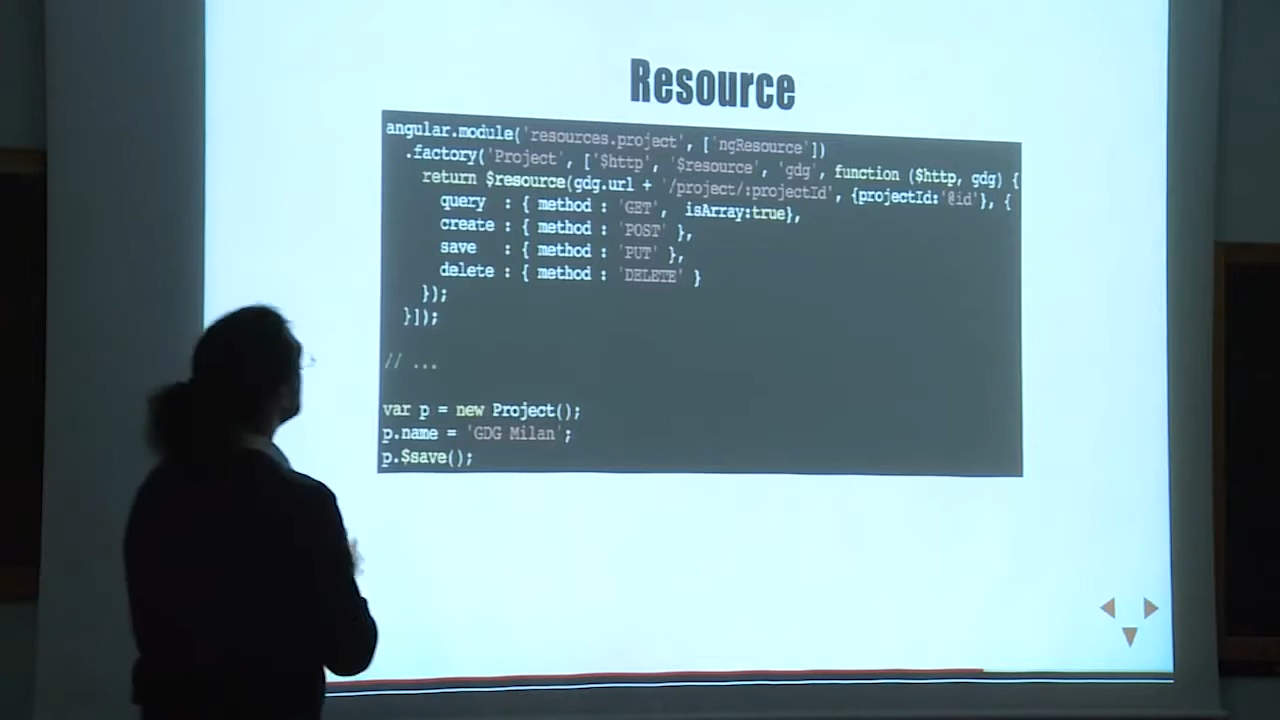 Resource
angular.module('resources.project', ['ngResource'])
.factory('Project', ['$http', '$resource', 'gdg', function ($http, gdg) {
return $resource(gdg.url + '/project/:projectId', {projectId:'@id'}, {
query : { method : 'GET', isArray:true},
create : { method : 'POST' },
save : { method : 'PUT' },
delete : { method : 'DELETE' }
});
}]);
// ...
var p = new Project();
p.name = 'GDG Milan';
p.$save();